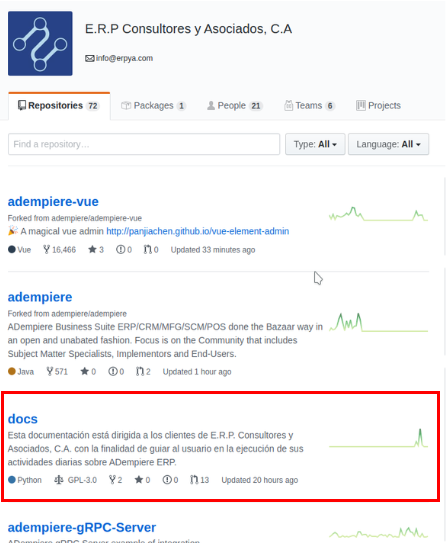 E.R.P Consultores y Asociados, C.A
info@erpya.com
Repositories 72 Packages 1 People 21 Teams 6 Projects
Find a repository…
Type: All Language: All
adempiere-vue
Forked from adempiere/adempiere-vue
A magical vue admin http://panjiachen.github.io/vue-element-admin
Vue 16,466 3 0 0 Updated 33 minutes ago
adempiere
Forked from adempiere/adempiere
ADempiere Business Suite ERP/CRM/MFG/SCM/POS done the Bazaar way in
an open and unabated fashion. Focus is on the Community that includes
Subject Matter Specialists, Implementors and End-Users.
Java 571 0 0 2 Updated 1 hour ago
docs
Esta documentación está dirigida a los clientes de E.R.P. Consultores y
Asociados, C.A. con la finalidad de guiar al usuario en la ejecución de sus
actividades diarias sobre ADempiere ERP.
Python GPL-3.0 2 0 0 13 Updated 20 hours ago
adempiere-gRPC-Server
ADempiere gRPC Server example of integration